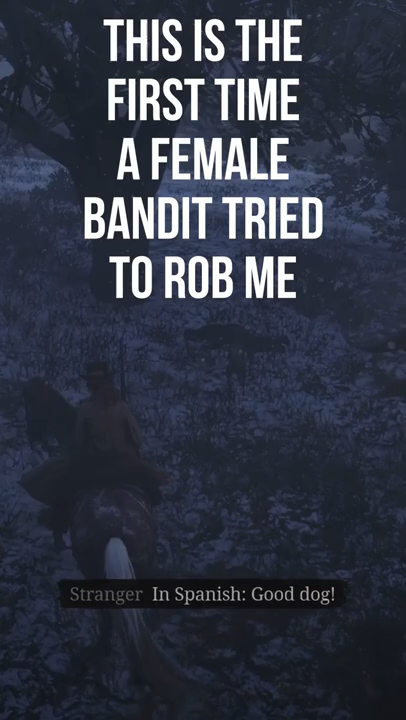 THIS IS THE
FIRST TIME
A FEMALE
BANDIT TRIED
TO ROB ME
Stranger In Spanish: Good dog!